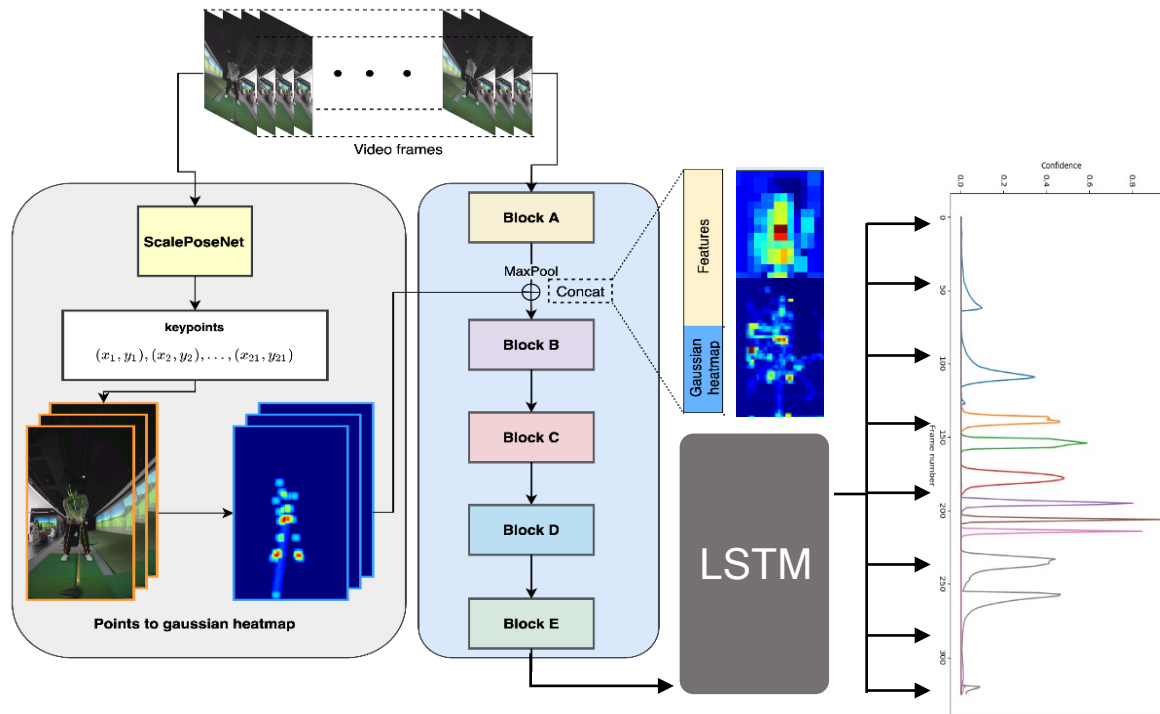 Video frames
ScalePoseNet
keypoints
(x₁, y₁), (x₂, y₂), . . . , (x₂₁, y₂₁)
Points to gaussian heatmap
Block A
MaxPool
Concat
Block B
Block C
Block D
Block E
Features
Gaussian
heatmap
LSTM
Confidence
0.0
0.2
0.4
0.6
0.8
0
50
100
150
200
250
300
Frame number